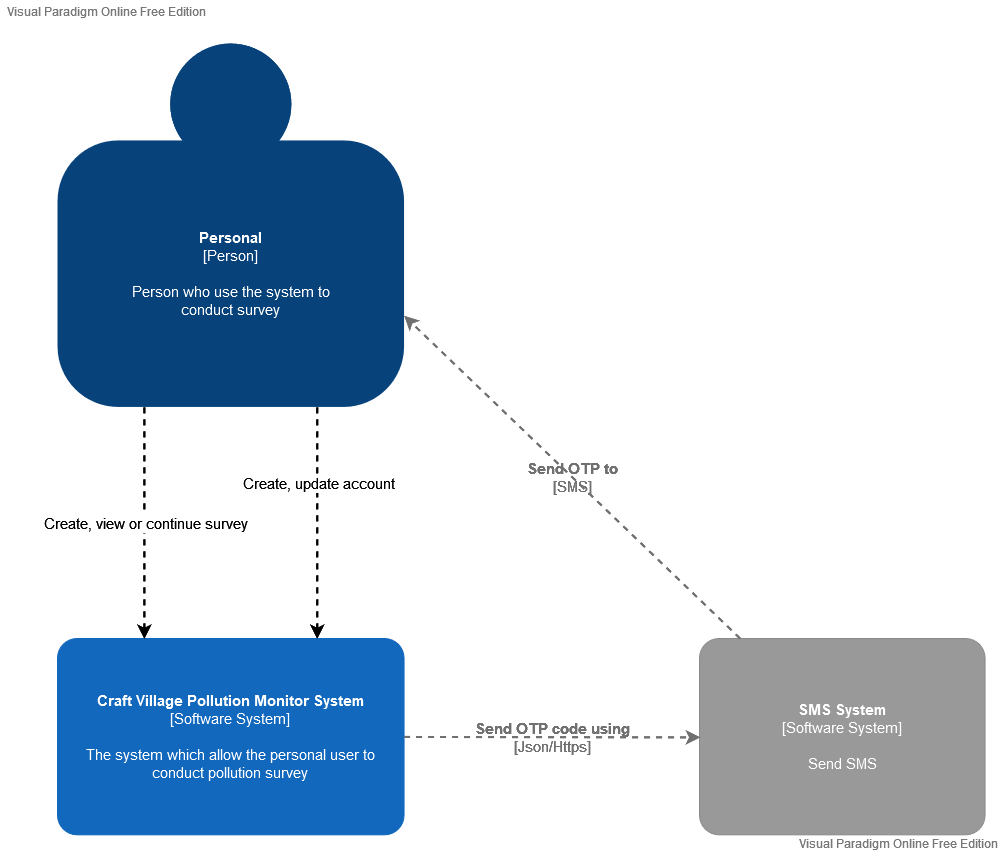 Visual Paradigm Online Free Edition
Personal
[Person]
Person who use the system to
conduct survey
Send OTP to
[SMS]
Create, update account
Create, view or continue survey
Craft Village Pollution Monitor System
[Software System]
The system which allow the personal user to
conduct pollution survey
Send OTP code using
[Json/Https]
SMS System
[Software System]
Send SMS
Visual Paradigm Online Free Edition